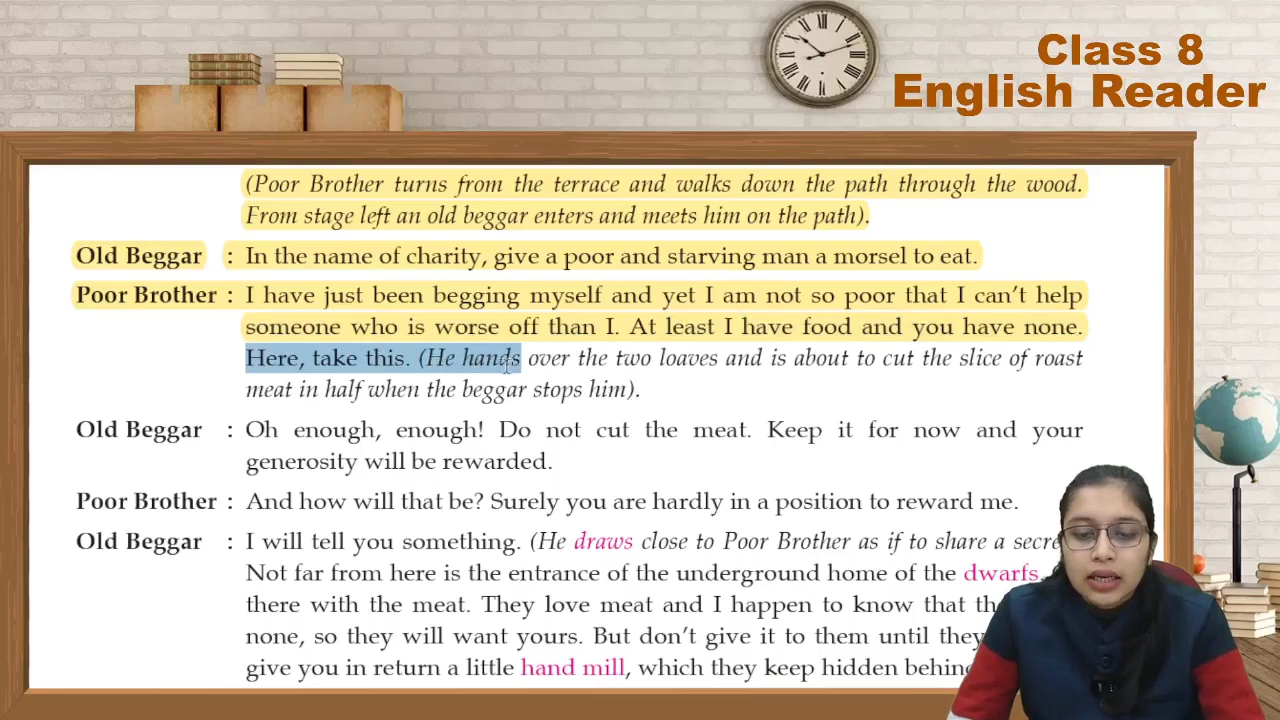 Class 8
English Reader
(Poor Brother turns from the terrace and walks down the path through the wood.
From stage left an old beggar enters and meets him on the path).
Old Beggar : In the name of charity, give a poor and starving man a morsel to eat.
Poor Brother : I have just been begging myself and yet I am not so poor that I can't help
someone who is worse off than I. At least I have food and you have none.
Here, take this. (He hands over the two loaves and is about to cut the slice of roast
meat in half when the beggar stops him).
Old Beggar : Oh enough, enough! Do not cut the meat. Keep it for now and your
generosity will be rewarded.
Poor Brother : And how will that be? Surely you are hardly in a position to reward me.
Old Beggar : I will tell you something. (He draws close to Poor Brother as if to share a
Not far from here is the entrance of the underground home of the dwarfs.
there with the meat. They love meat and I happen to know that
none, so they will want yours. But don't give it to them until they
give you in return a little hand mill, which they keep hidden